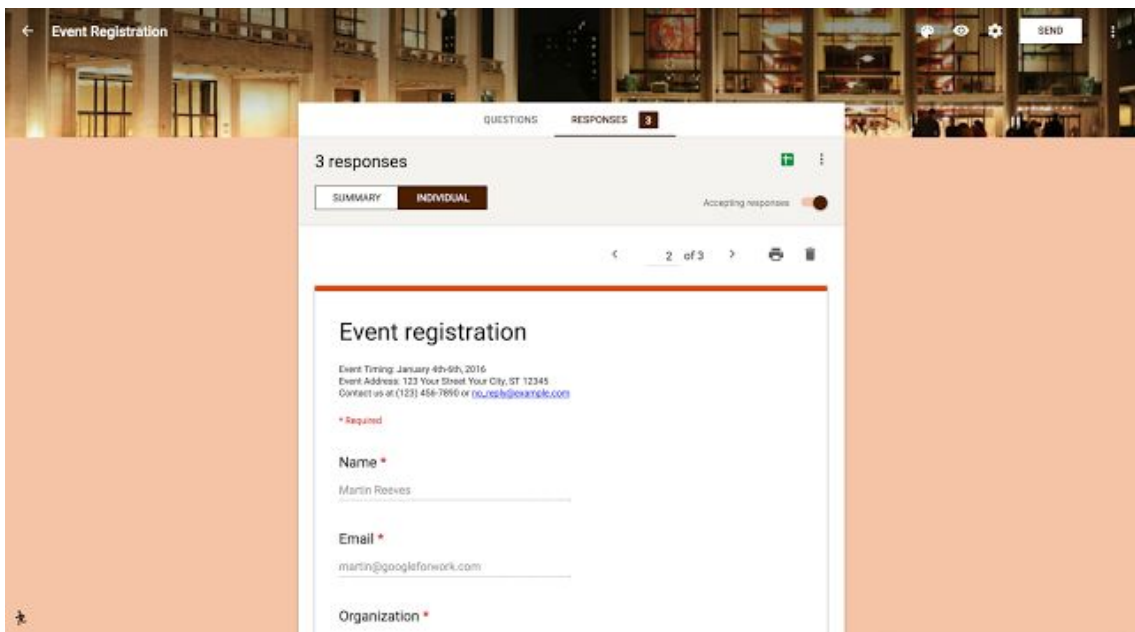 Event Registration
SEND
QUESTIONS RESPONSES 3
3 responses
SUMMARY INDIVIDUAL
Accepting responses
2 of 3
Event registration
Event Timing: January 4th-6th, 2016
Event Address: 123 Your Street Your City, ST 12345
Contact us at (123) 456-7890 or no_reply@example.com
* Required
Name *
Martin Reeves
Email *
martin@googleforwork.com
Organization *